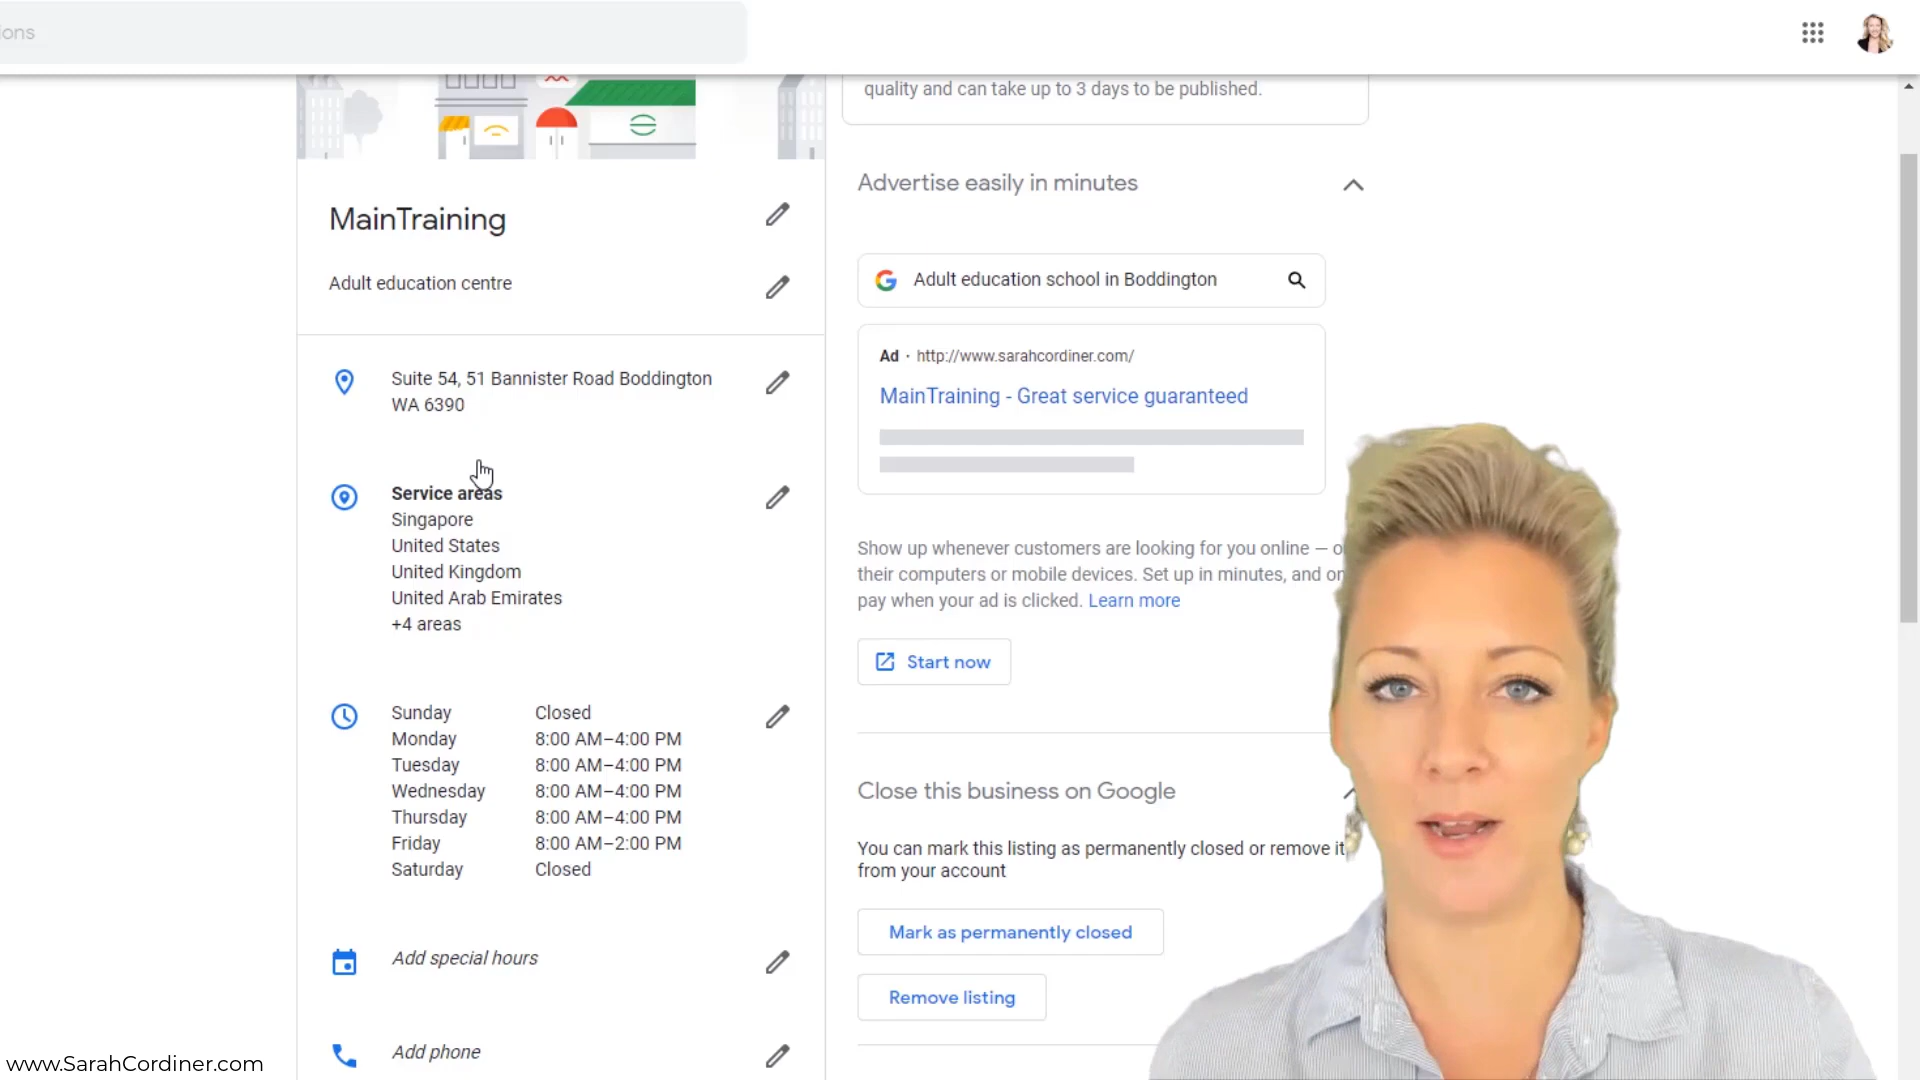 ions
quality and can take up to 3 days to be published.
MainTraining
Adult education centre
Suite 54, 51 Bannister Road Boddington
WA 6390
Service areas
Singapore
United States
United Kingdom
United Arab Emirates
+4 areas
Sunday Closed
Monday 8:00 AM–4:00 PM
Tuesday 8:00 AM–4:00 PM
Wednesday 8:00 AM–4:00 PM
Thursday 8:00 AM–4:00 PM
Friday 8:00 AM–2:00 PM
Saturday Closed
Add special hours
Add phone
Advertise easily in minutes
Adult education school in Boddington
Ad · http://www.sarahcordiner.com/
MainTraining - Great service guaranteed
Show up whenever customers are looking for you online –
their computers or mobile devices. Set up in minutes, and
pay when your ad is clicked. Learn more
Start now
Close this business on Google
You can mark this listing as permanently closed or remove it
from your account
Mark as permanently closed
Remove listing
www.SarahCordiner.com